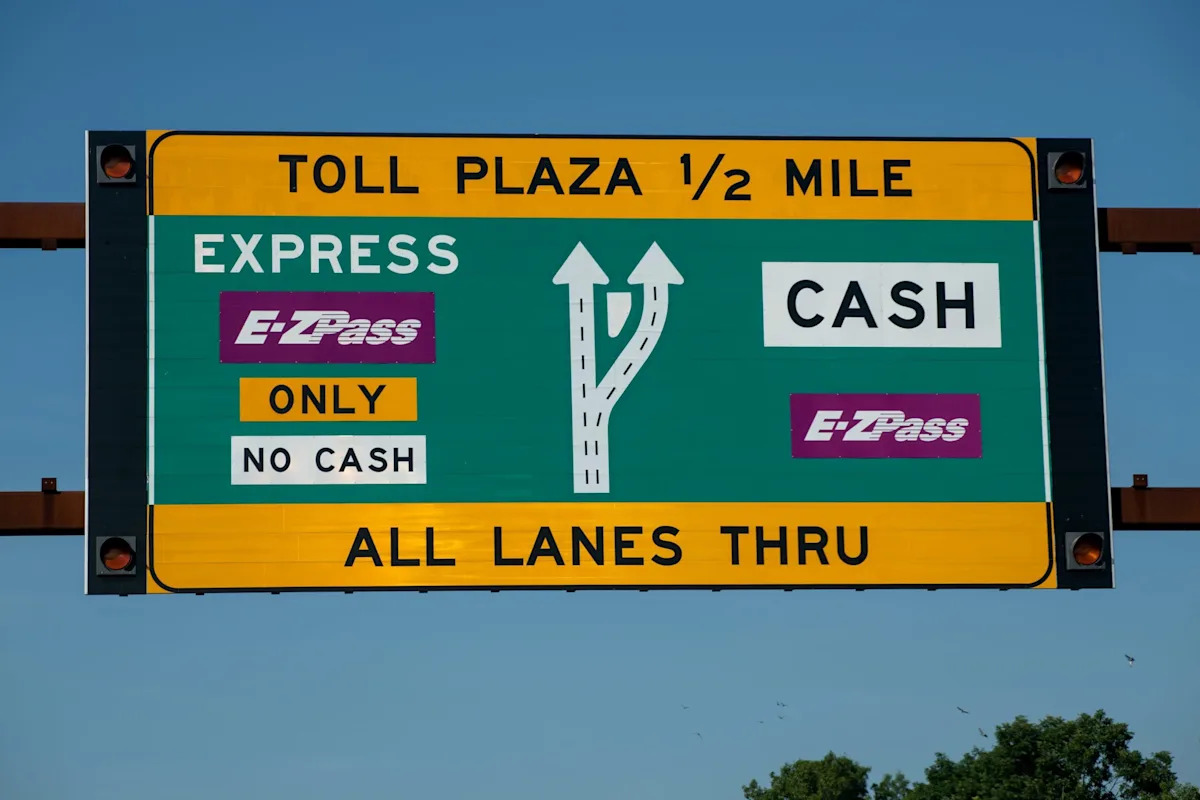 TOLL PLAZA 1/2 MILE
EXPRESS
E-ZPass
ONLY
NO CASH
CASH
E-ZPass
ALL LANES THRU